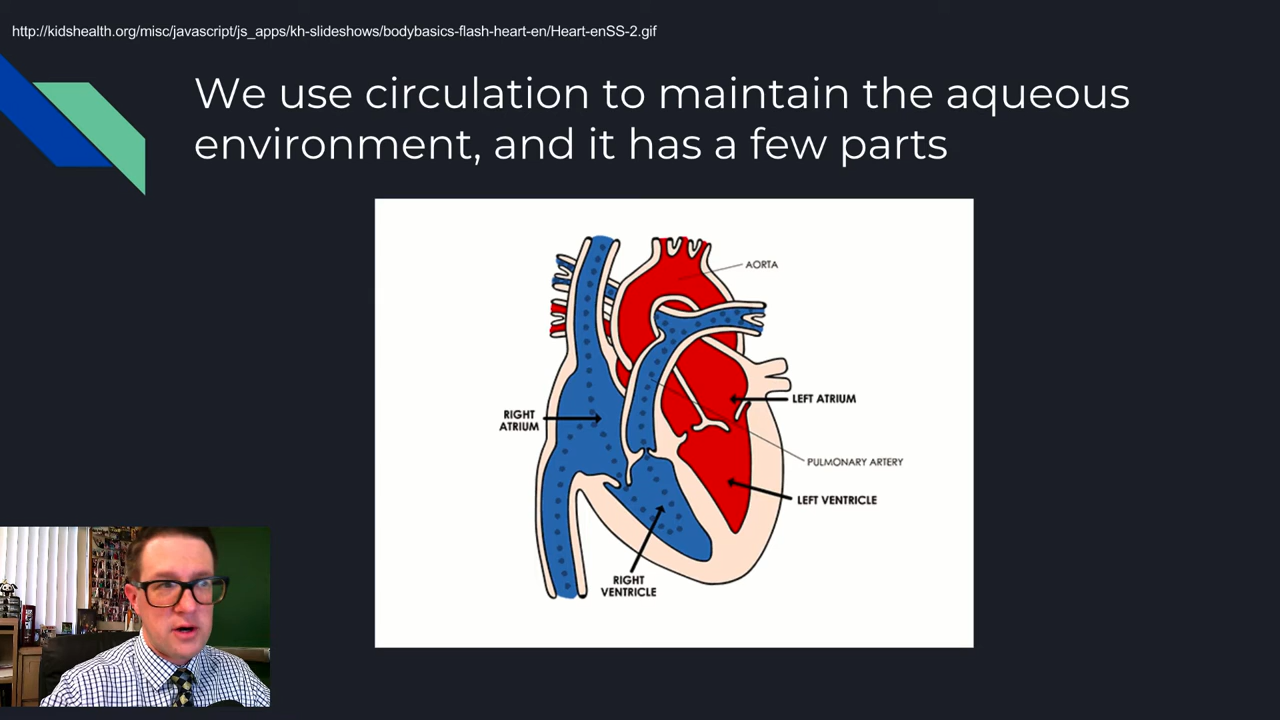 http://kidshealth.org/misc/javascript/js_apps/kh-slideshows/bodybasics-flash-heart-en/Heart-enSS-2.gif
We use circulation to maintain the aqueous
environment, and it has a few parts
AORTA
LEFT ATRIUM
RIGHT
ATRIUM
PULMONARY ARTERY
LEFT VENTRICLE
RIGHT
VENTRICLE